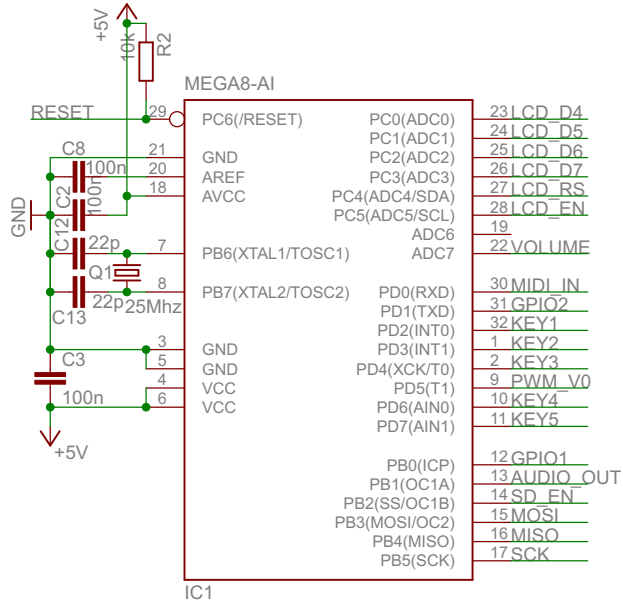 +5V
10k
R2
MEGA8-AI
RESET
29
PC6(/RESET)
PC0(ADC0)
23
LCD_D4
PC1(ADC1)
24
LCD_D5
C8
21
GND
PC2(ADC2)
25
LCD_D6
100n
20
AREF
PC3(ADC3)
26
LCD_D7
C2
100n
18
AVCC
PC4(ADC4/SDA)
27
LCD_RS
GND
PC5(ADC5/SCL)
28
LCD_EN
C12
ADC6
19
22p
7
PB6(XTAL1/TOSC1)
ADC7
22
VOLUME
Q1
8
PB7(XTAL2/TOSC2)
PD0(RXD)
30
MIDI_IN
22p
25Mhz
PD1(TXD)
31
GPIO2
C13
PD2(INT0)
32
KEY1
C3
3
GND
PD3(INT1)
1
KEY2
5
GND
PD4(XCK/T0)
2
KEY3
4
VCC
PD5(T1)
9
PWM_V0
100n
6
VCC
PD6(AIN0)
10
KEY4
PD7(AIN1)
11
KEY5
+5V
PB0(ICP)
12
GPIO1
PB1(OC1A)
13
AUDIO_OUT
PB2(SS/OC1B)
14
SD_EN
PB3(MOSI/OC2)
15
MOSI
PB4(MISO)
16
MISO
PB5(SCK)
17
SCK
IC1